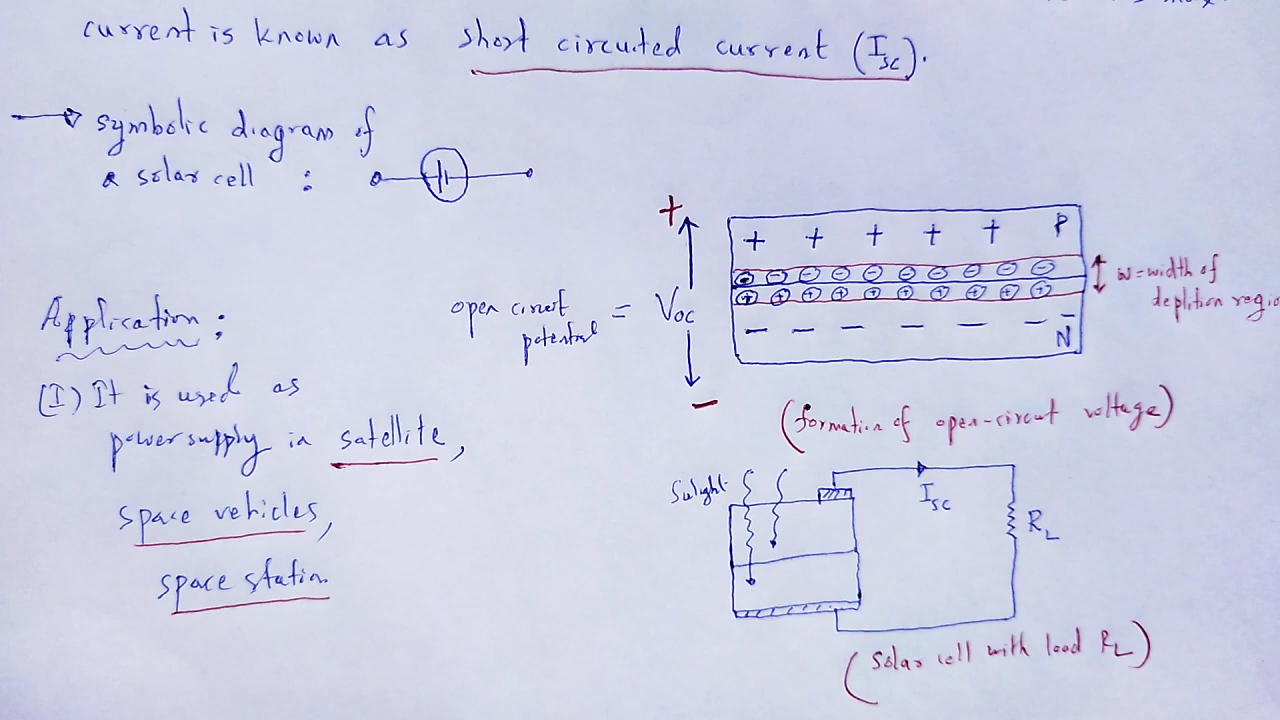 current is known as short circuited current (Isc).
symbolic diagram of
a solar cell :
Application :
(I) It is used as
power supply in satellite,
space vehicles,
space station
+
open circuit
potential = Voc
-
+ + + + + P
- - - - - -
N
w = width of
depletion regio
(formation of open-circuit voltage)
Sulight
Isc
RL
(solar cell with load RL)